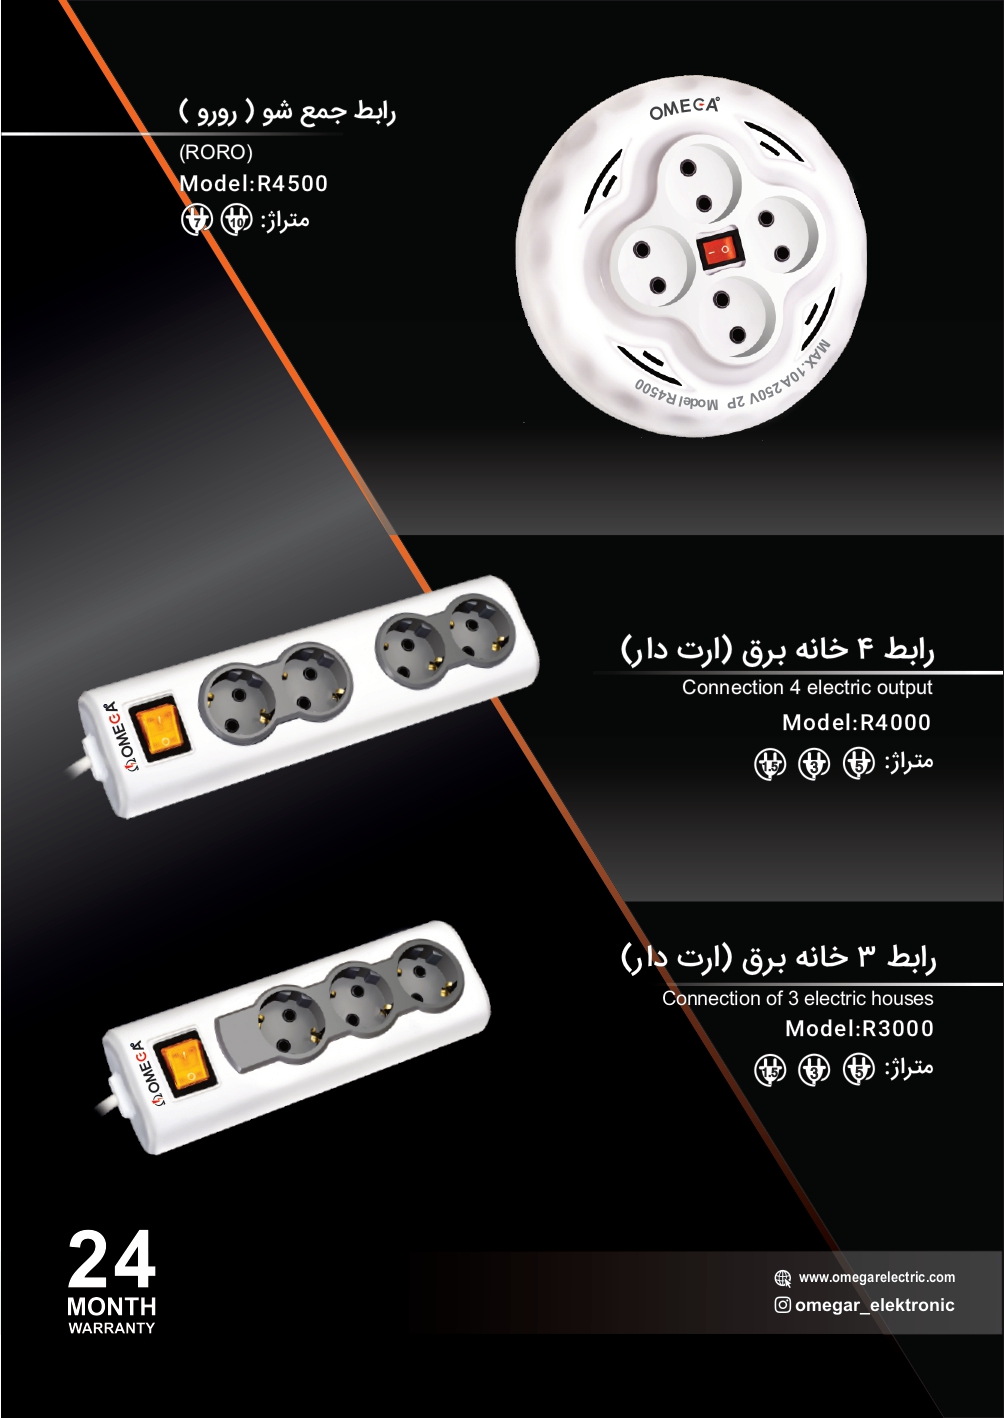 رابط جمع شو ( رورو )
(RORO)
Model:R4500
متراژ: 10 7
OMEGA
MAX.10A250V 2P Model R4500
رابط ۴ خانه برق (ارت دار)
Connection 4 electric output
Model:R4000
متراژ: 5 3 1.5
OMEGA
رابط ۳ خانه برق (ارت دار)
Connection of 3 electric houses
Model:R3000
متراژ: 5 3 1.5
OMEGA
24
MONTH
WARRANTY
www.omegarelectric.com
omegar_elektronic